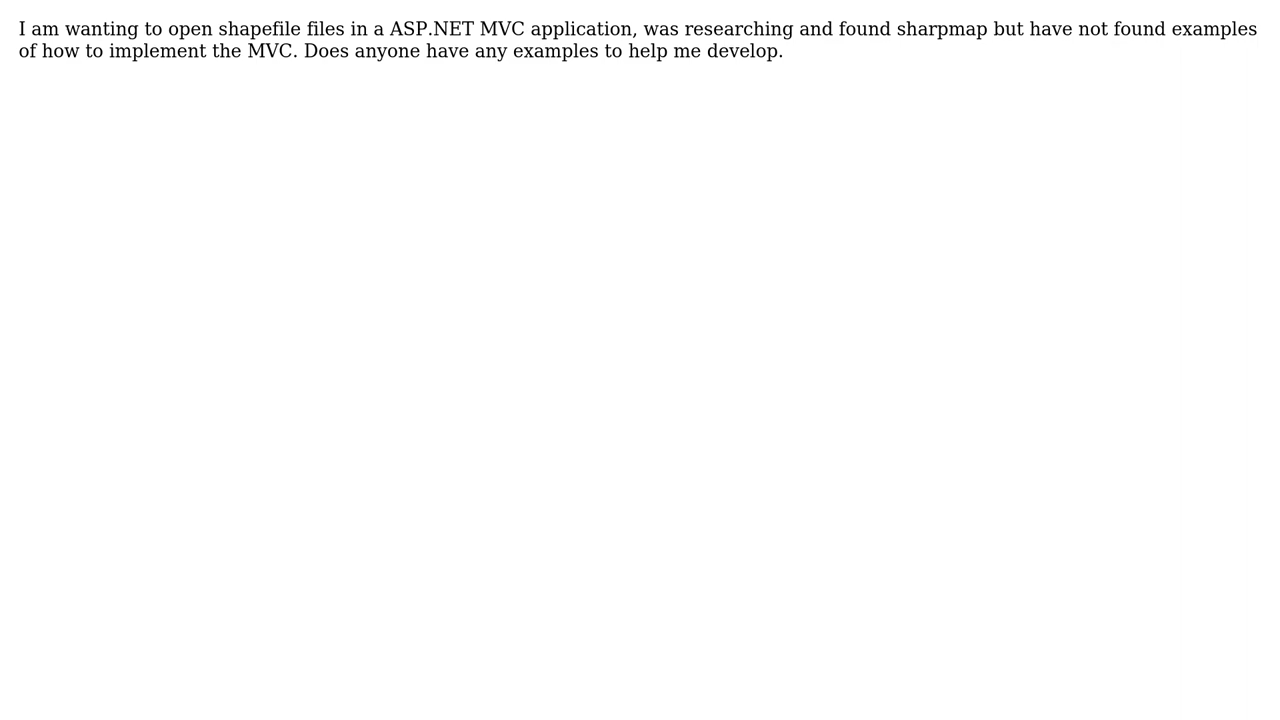 I am wanting to open shapefile files in a ASP.NET MVC application, was researching and found sharpmap but have not found examples
of how to implement the MVC. Does anyone have any examples to help me develop.